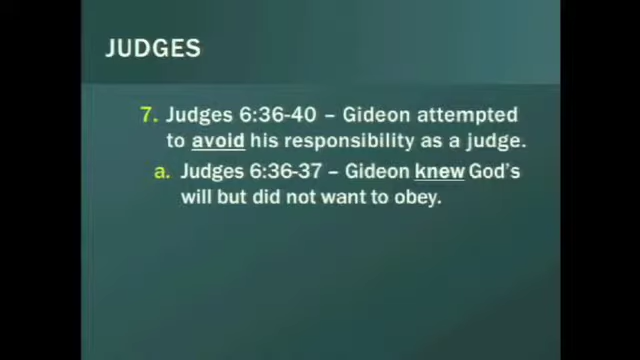 JUDGES
7. Judges 6:36-40 – Gideon attempted
to avoid his responsibility as a judge.
a. Judges 6:36-37 – Gideon knew God's
will but did not want to obey.